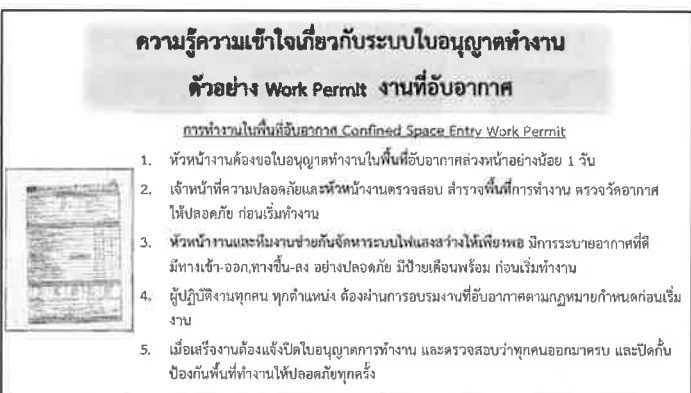 ความรู้ความเข้าใจเกี่ยวกับระบบใบอนุญาตทำงาน
ตัวอย่าง Work Permit งานที่อับอากาศ
การทำงานในพื้นที่อับอากาศ Confined Space Entry Work Permit
1. หัวหน้างานต้องขอใบอนุญาตทำงานในพื้นที่อับอากาศล่วงหน้าอย่างน้อย 1 วัน
2. เจ้าหน้าที่ความปลอดภัยและหัวหน้างานตรวจสอบ สำรวจพื้นที่การทำงาน ตรวจวัดอากาศ
ให้ปลอดภัย ก่อนเริ่มทำงาน
3. หัวหน้างานและทีมงานช่วยกันจัดหาระบบไฟแสงสว่างให้เพียงพอ มีการระบายอากาศที่ดี
มีทางเข้า-ออก,ทางขึ้น-ลง อย่างปลอดภัย มีป้ายเตือนพร้อม ก่อนเริ่มทำงาน
4. ผู้ปฏิบัติงานทุกคน ทุกตำแหน่ง ต้องผ่านการอบรมงานที่อับอากาศตามกฎหมายกำหนดก่อนเริ่ม
งาน
5. เมื่อเสร็จงานต้องแจ้งปิดใบอนุญาตการทำงาน และตรวจสอบว่าทุกคนออกมาครบ และปิดกั้น
ป้องกันพื้นที่ทำงานให้ปลอดภัยทุกครั้ง